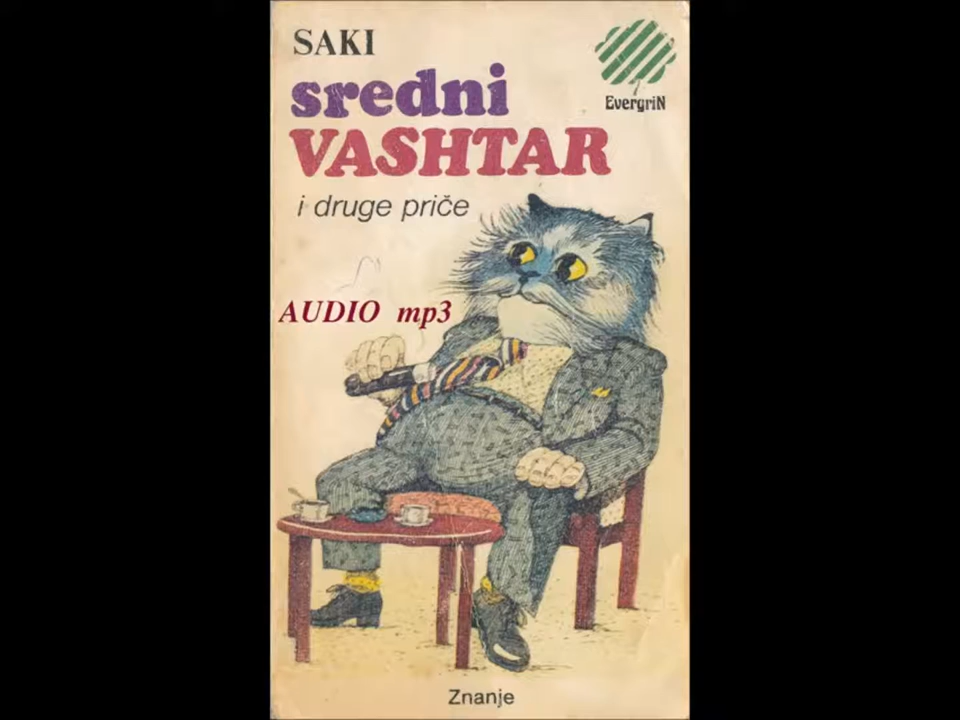 SAKI
sredni
VASHTAR
i druge priče
EvergriN
AUDIO mp3
Znanje